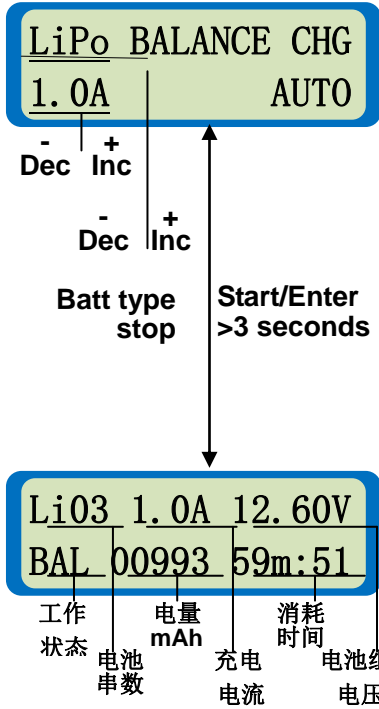 LiPo BALANCE CHG
1.0A AUTO
- +
Dec Inc
- +
Dec Inc
Batt type
stop
Start/Enter
>3 seconds
Li03 1.0A 12.60V
BAL 00993 59m:51
工作
状态
电池
串数
电量
mAh
充电
电流
消耗
时间
电池组
电压